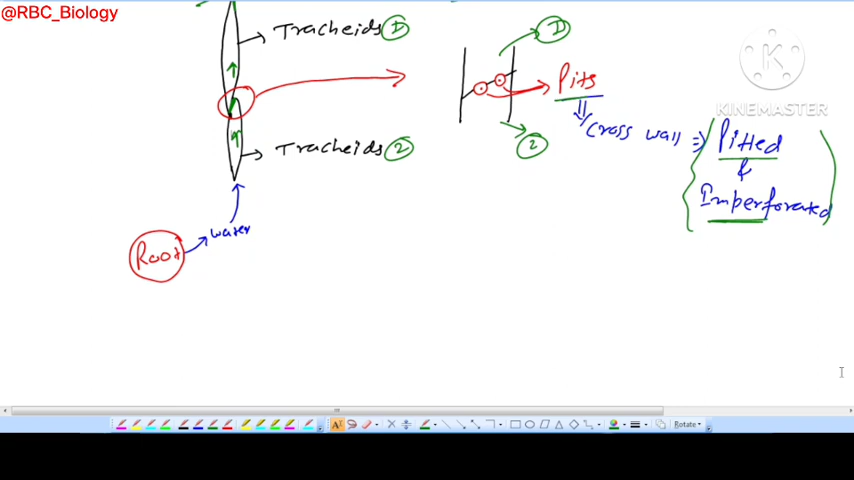 @RBC_Biology
Tracheids 1
1
Pits
KINEMASTER
Cross wall ⇒ Pitted
&
Imperforated
Tracheids 2
2
water
Root
Rotate